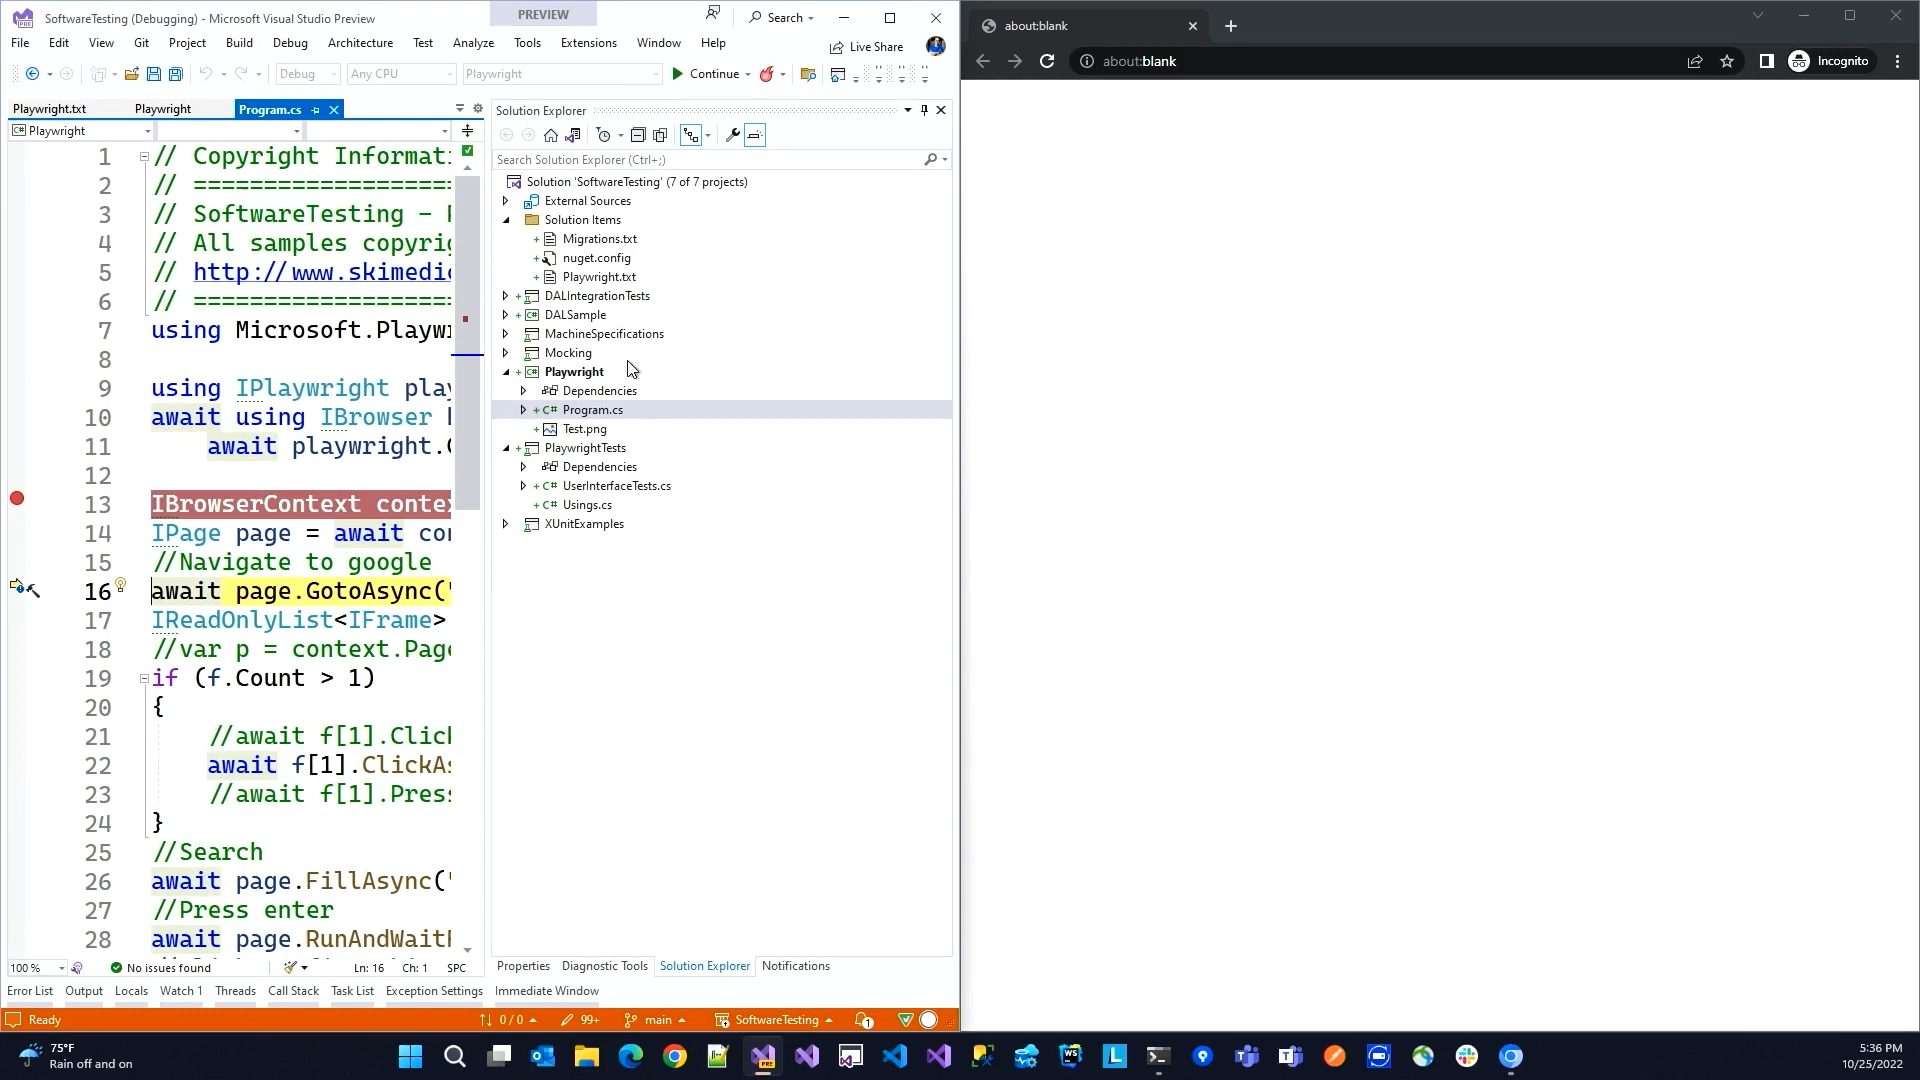 SoftwareTesting (Debugging) - Microsoft Visual Studio Preview
PREVIEW
Search
File Edit View Git Project Build Debug Architecture Test Analyze Tools Extensions Window Help
Live Share
Debug Any CPU Playwright Continue
Playwright.txt Playwright Program.cs
Playwright
1 // Copyright Informati
2 // ==================
3 // SoftwareTesting -
4 // All samples copyri
5 // http://www.skimedi
6 // ==================
7 using Microsoft.Playw
8
9 using IPlaywright play
10 await using IBrowser
11 await playwright.
12
13 IBrowserContext conte
14 IPage page = await con
15 //Navigate to google
16 await page.GotoAsync("
17 IReadOnlyList<IFrame>
18 //var p = context.Page
19 if (f.Count > 1)
20 {
21 //await f[1].Click
22 await f[1].ClickAs
23 //await f[1].Press
24 }
25 //Search
26 await page.FillAsync("
27 //Press enter
28 await page.RunAndWaitF
100 % No issues found Ln: 16 Ch: 1 SPC
Solution Explorer
Search Solution Explorer (Ctrl+;)
Solution 'SoftwareTesting' (7 of 7 projects)
External Sources
Solution Items
Migrations.txt
nuget.config
Playwright.txt
DALIntegrationTests
DALSample
MachineSpecifications
Mocking
Playwright
Dependencies
C# Program.cs
Test.png
PlaywrightTests
Dependencies
C# UserInterfaceTests.cs
C# Usings.cs
XUnitExamples
Properties Diagnostic Tools Solution Explorer Notifications
Error List Output Locals Watch 1 Threads Call Stack Task List Exception Settings Immediate Window
Ready 0 / 0 99+ main SoftwareTesting 1
about:blank
about:blank
Incognito
75°F
Rain off and on
5:36 PM
10/25/2022